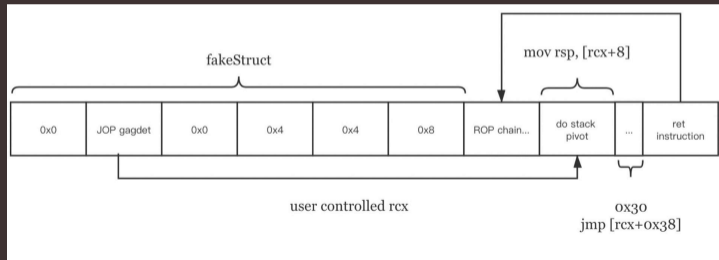 fakeStruct
mov rsp, [rcx+8]
0x0
JOP gagdet
0x0
0x4
0x4
0x8
ROP chain...
do stack
pivot
...
ret
instruction
user controlled rcx
0x30
jmp [rcx+0x38]